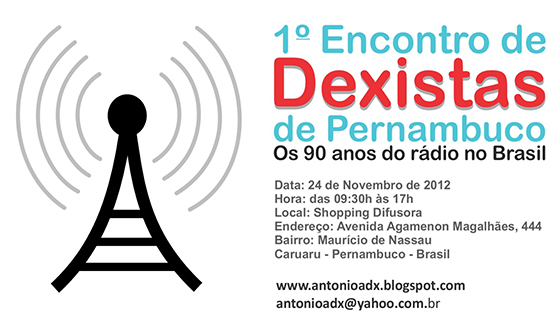 1º Encontro de
Dexistas
de Pernambuco
Os 90 anos do rádio no Brasil
Data: 24 de Novembro de 2012
Hora: das 09:30h às 17h
Local: Shopping Difusora
Endereço: Avenida Agamenon Magalhães, 444
Bairro: Maurício de Nassau
Caruaru - Pernambuco - Brasil
www.antonioadx.blogspot.com
antonioadx@yahoo.com.br